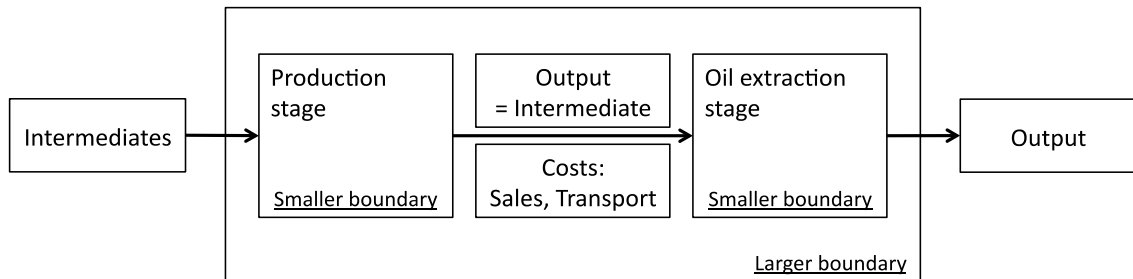 Intermediates
Production
stage
Smaller boundary
Output
= Intermediate
Costs:
Sales, Transport
Oil extraction
stage
Smaller boundary
Output
Larger boundary